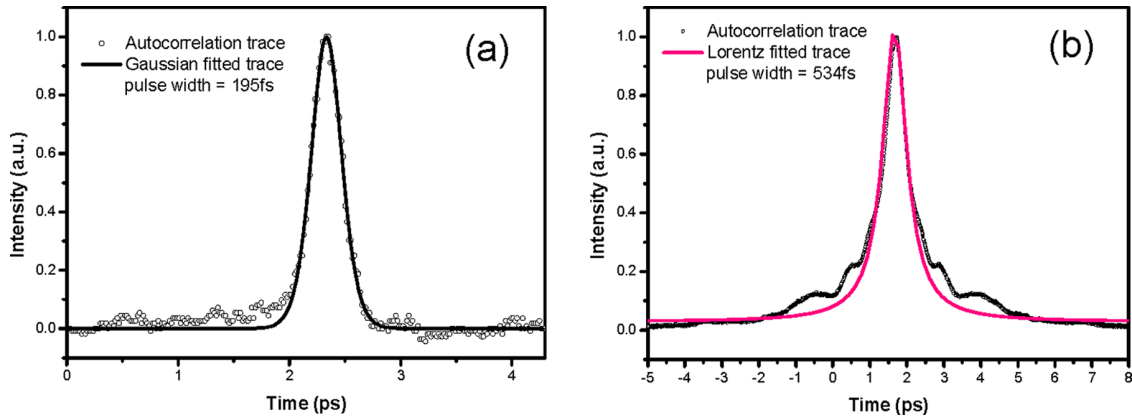 (a)
Autocorrelation trace
Gaussian fitted trace
pulse width = 195fs
1.0
0.8
0.6
0.4
0.2
0.0
Intensity (a.u.)
0 1 2 3 4
Time (ps)
(b)
Autocorrelation trace
Lorentz fitted trace
pulse width = 534fs
1.0
0.8
0.6
0.4
0.2
0.0
Intensity (a.u.)
-5 -4 -3 -2 -1 0 1 2 3 4 5 6 7 8
Time (ps)